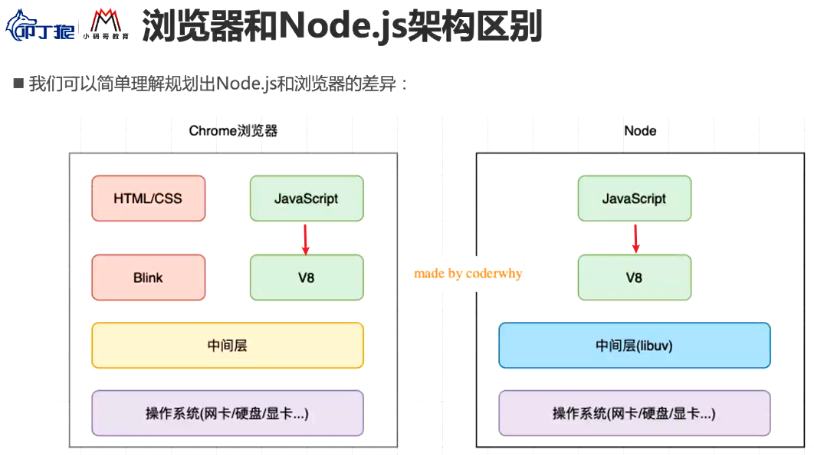 叩丁狼
小码哥教育
浏览器和Node.js架构区别
我们可以简单理解规划出Node.js和浏览器的差异：
Chrome浏览器
HTML/CSS
JavaScript
Blink
V8
中间层
操作系统(网卡/硬盘/显卡...)
made by coderwhy
Node
JavaScript
V8
中间层(libuv)
操作系统(网卡/硬盘/显卡...)